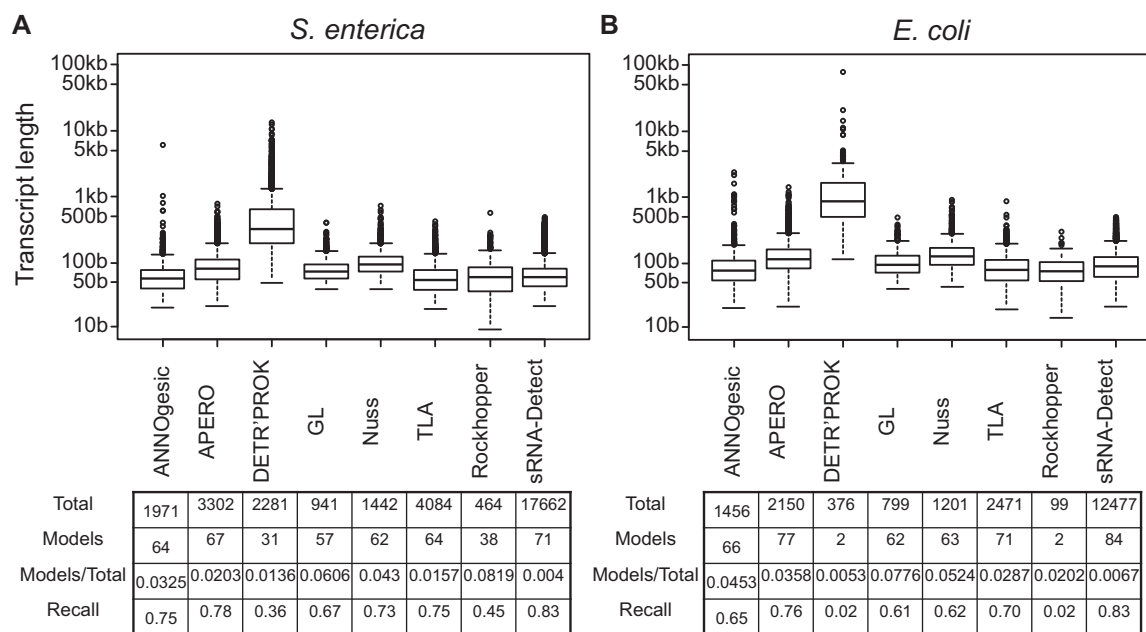 A
S. enterica
Transcript length
100kb
50kb
10kb
5kb
1kb
500b
100b
50b
10b
ANNOgesic
APERO
DETR'PROK
GL
Nuss
TLA
Rockhopper
sRNA-Detect
Total 1971 3302 2281 941 1442 4084 464 17662
Models 64 67 31 57 62 64 38 71
Models/Total 0.0325 0.0203 0.0136 0.0606 0.043 0.0157 0.0819 0.004
Recall 0.75 0.78 0.36 0.67 0.73 0.75 0.45 0.83
B
E. coli
100kb
50kb
10kb
5kb
1kb
500b
100b
50b
10b
ANNOgesic
APERO
DETR'PROK
GL
Nuss
TLA
Rockhopper
sRNA-Detect
Total 1456 2150 376 799 1201 2471 99 12477
Models 66 77 2 62 63 71 2 84
Models/Total 0.0453 0.0358 0.0053 0.0776 0.0524 0.0287 0.0202 0.0067
Recall 0.65 0.76 0.02 0.61 0.62 0.70 0.02 0.83